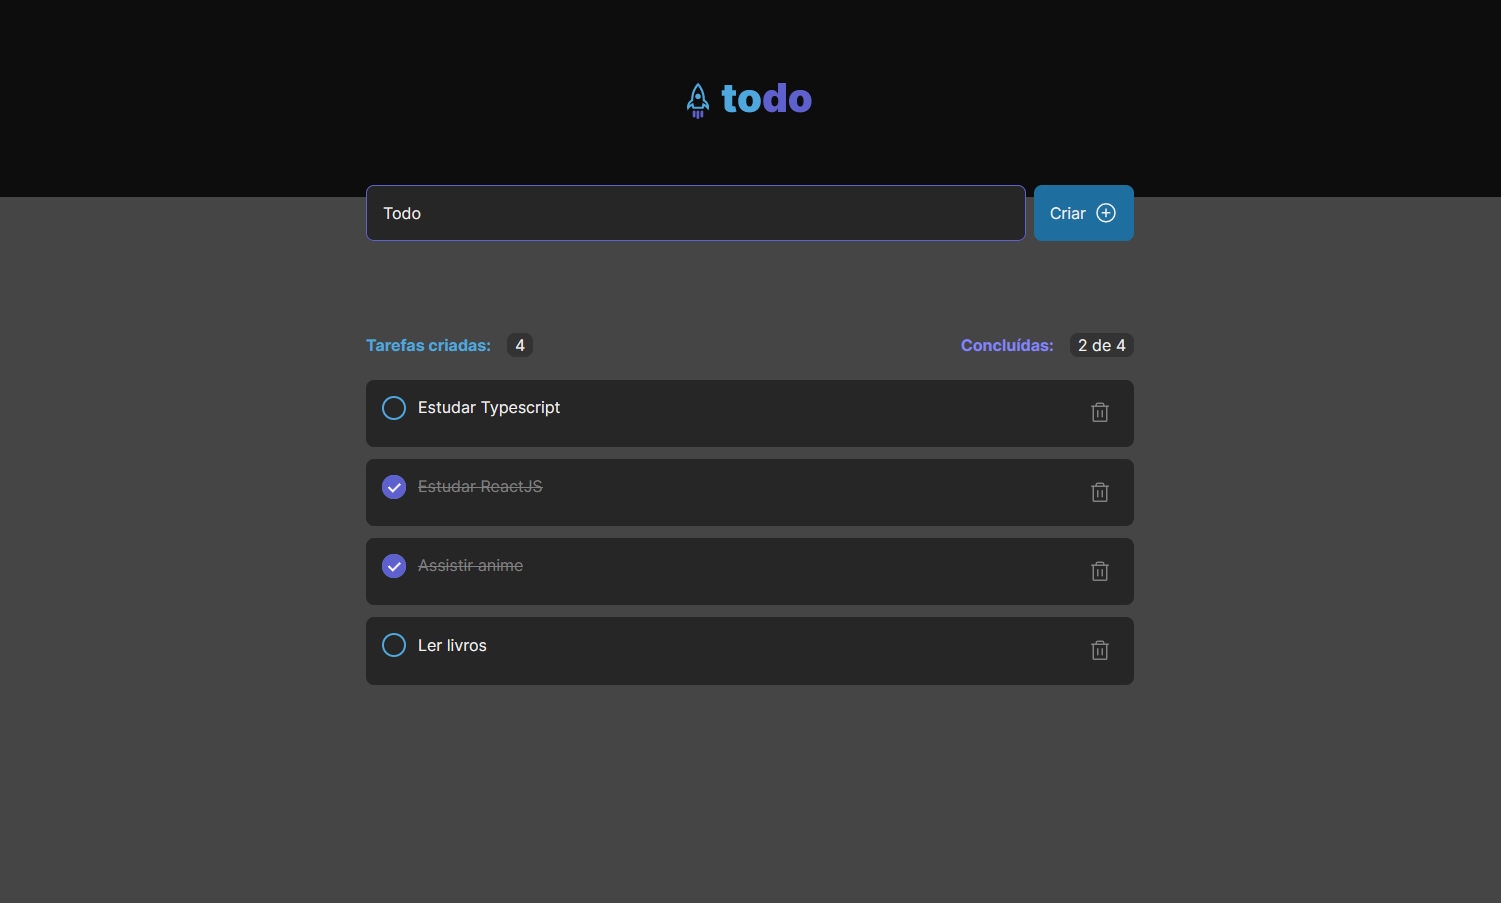 todo
Todo
Criar
Tarefas criadas: 4
Concluídas: 2 de 4
Estudar Typescript
Estudar ReactJS
Assistir anime
Ler livros